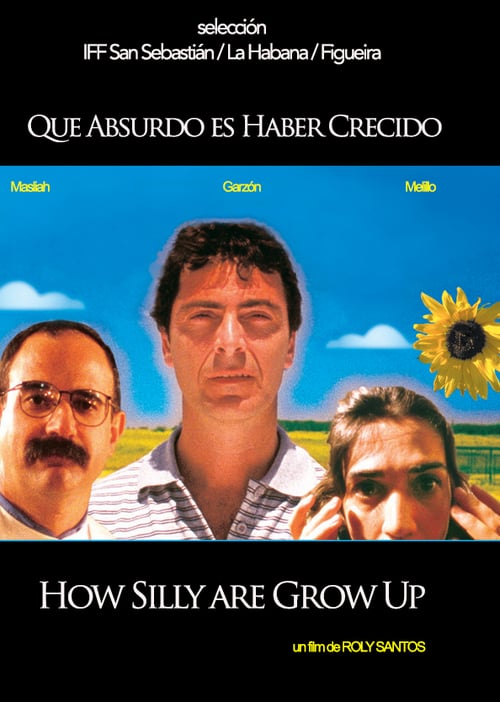 selección
IFF San Sebastián / La Habana / Figueira
QUE ABSURDO ES HABER CRECIDO
Masliah Garzón Melillo
HOW SILLY ARE GROW UP
un film de ROLY SANTOS